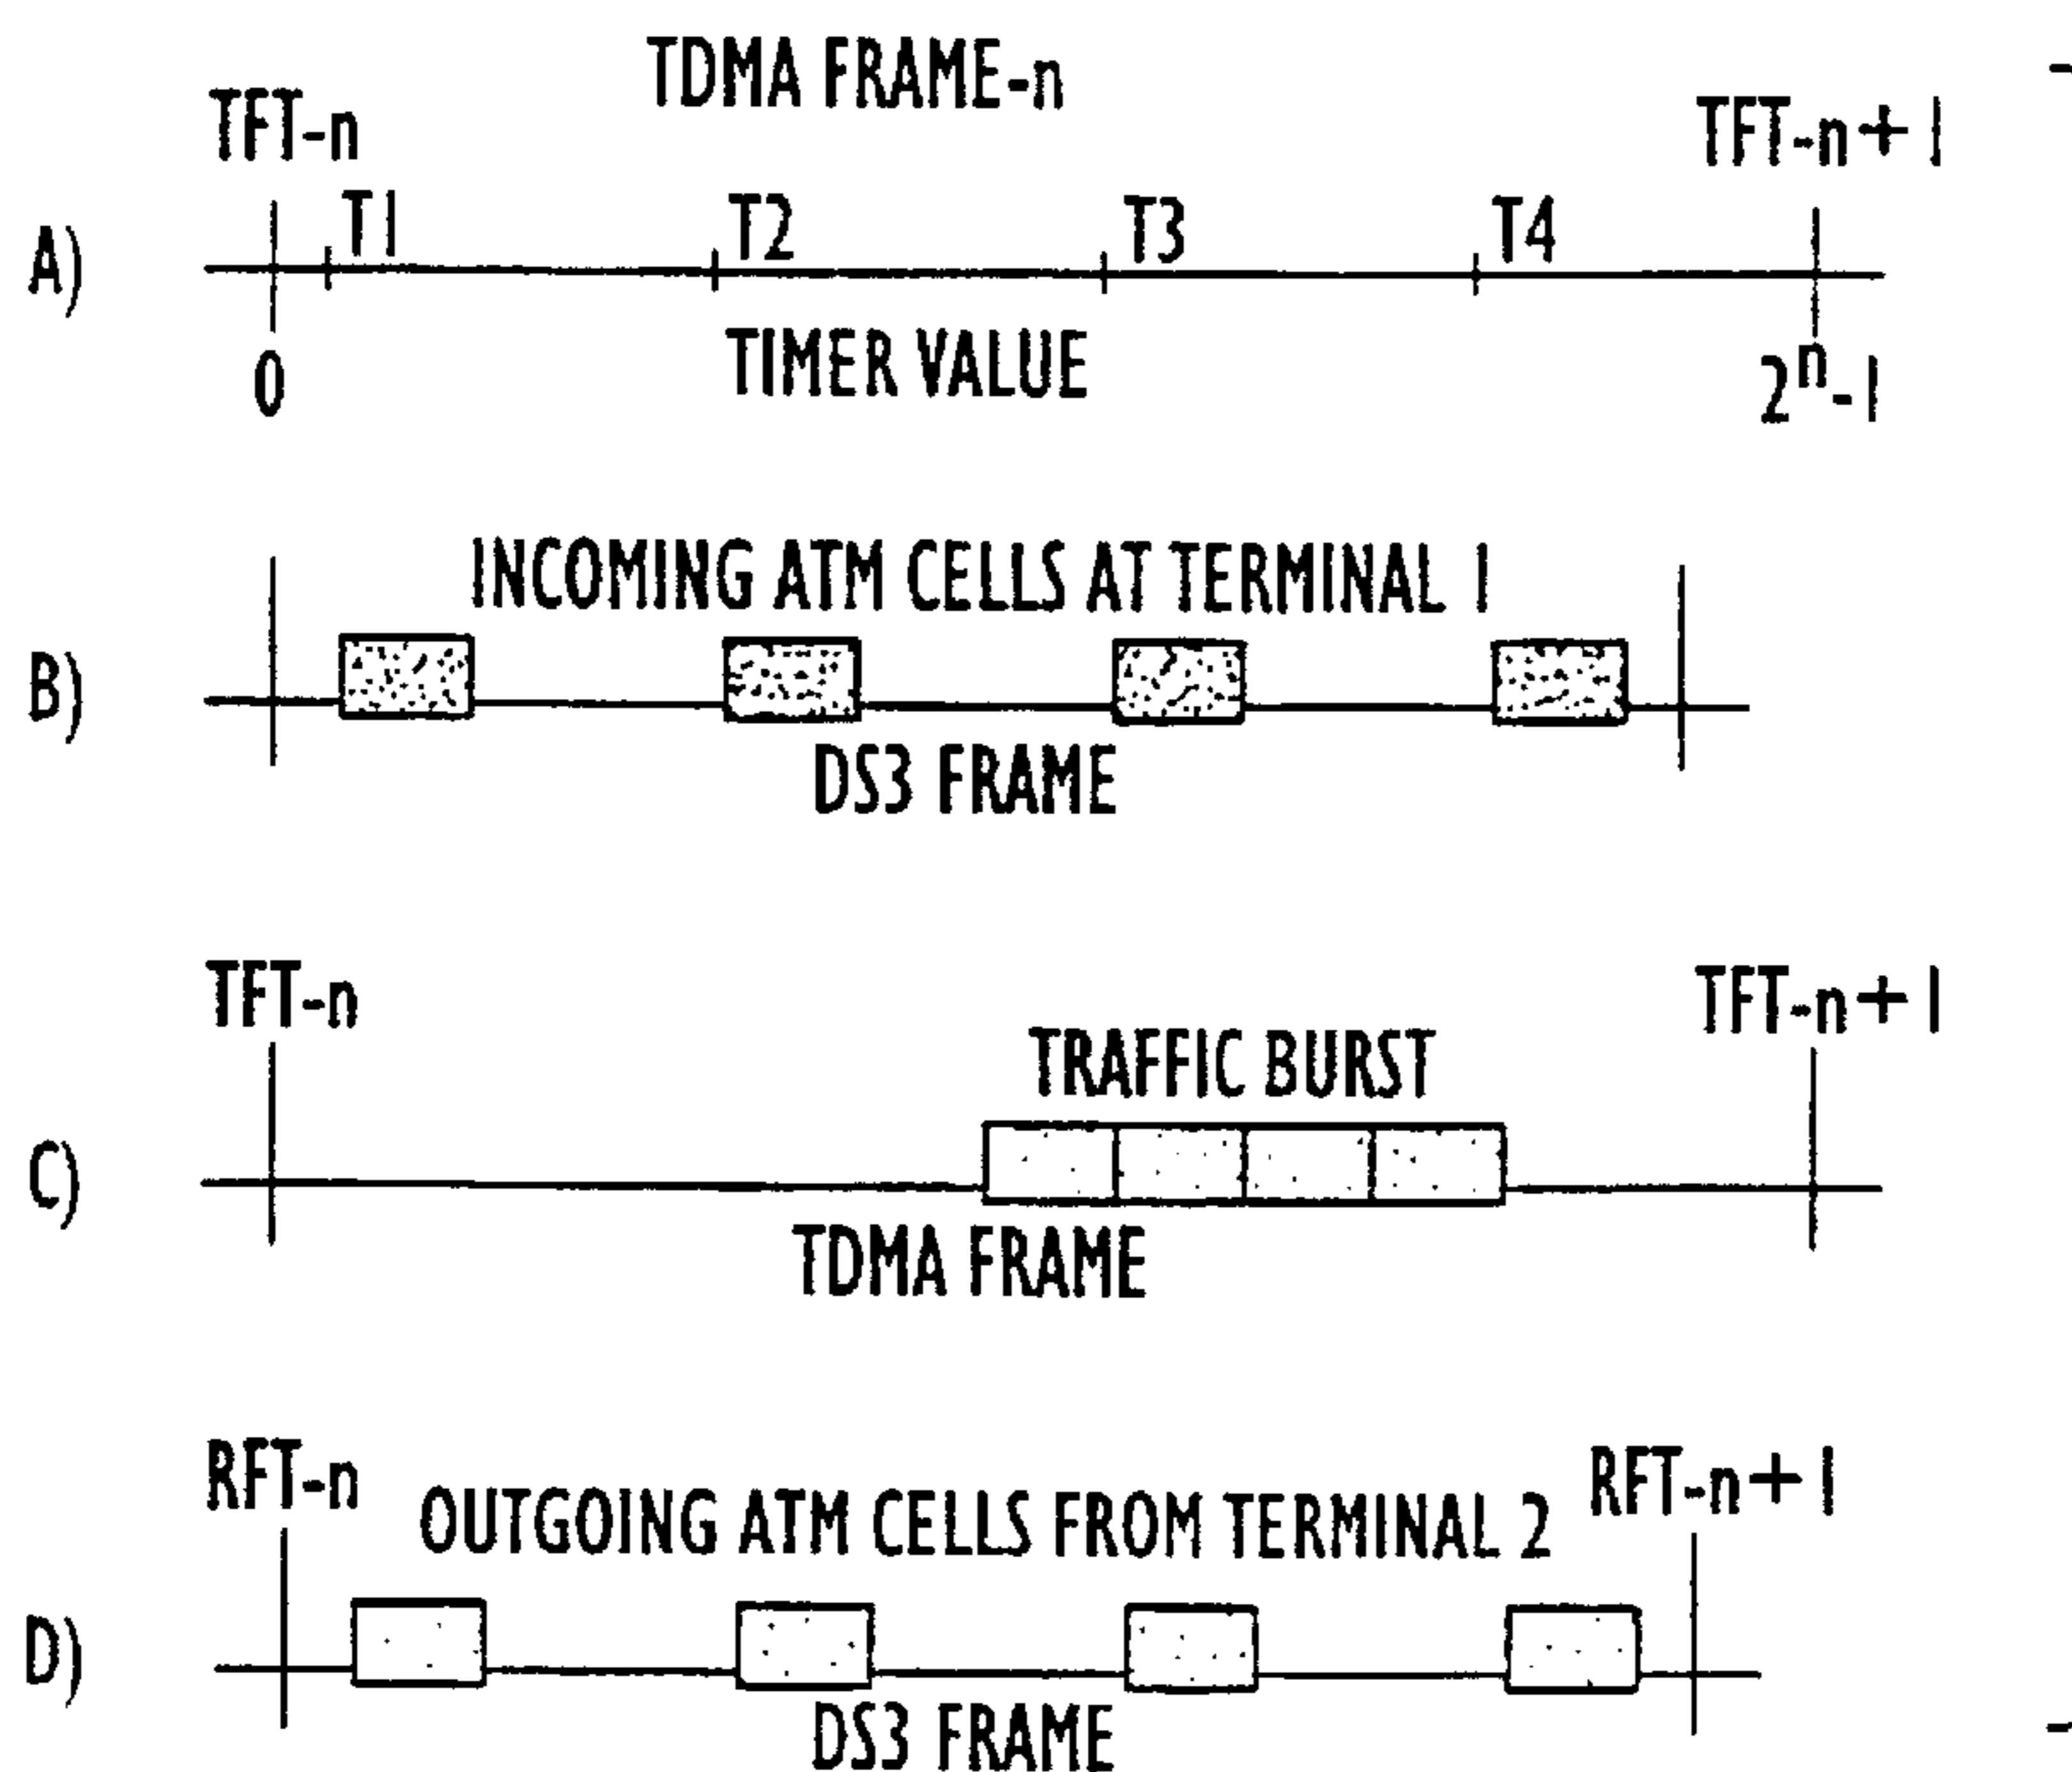 TDMA FRAME-n
TFT-n
TFT-n+1
T1
T2
T3
T4
A)
TIMER VALUE
0
2ⁿ-1
INCOMING ATM CELLS AT TERMINAL 1
B)
DS3 FRAME
TFT-n
TFT-n+1
TRAFFIC BURST
C)
TDMA FRAME
RFT-n
RFT-n+1
OUTGOING ATM CELLS FROM TERMINAL 2
D)
DS3 FRAME